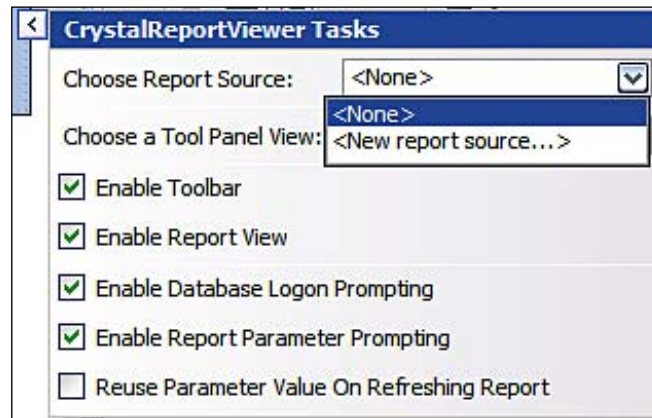 CrystalReportViewer Tasks
Choose Report Source: <None>
<None>
Choose a Tool Panel View: <New report source...>
Enable Toolbar
Enable Report View
Enable Database Logon Prompting
Enable Report Parameter Prompting
Reuse Parameter Value On Refreshing Report